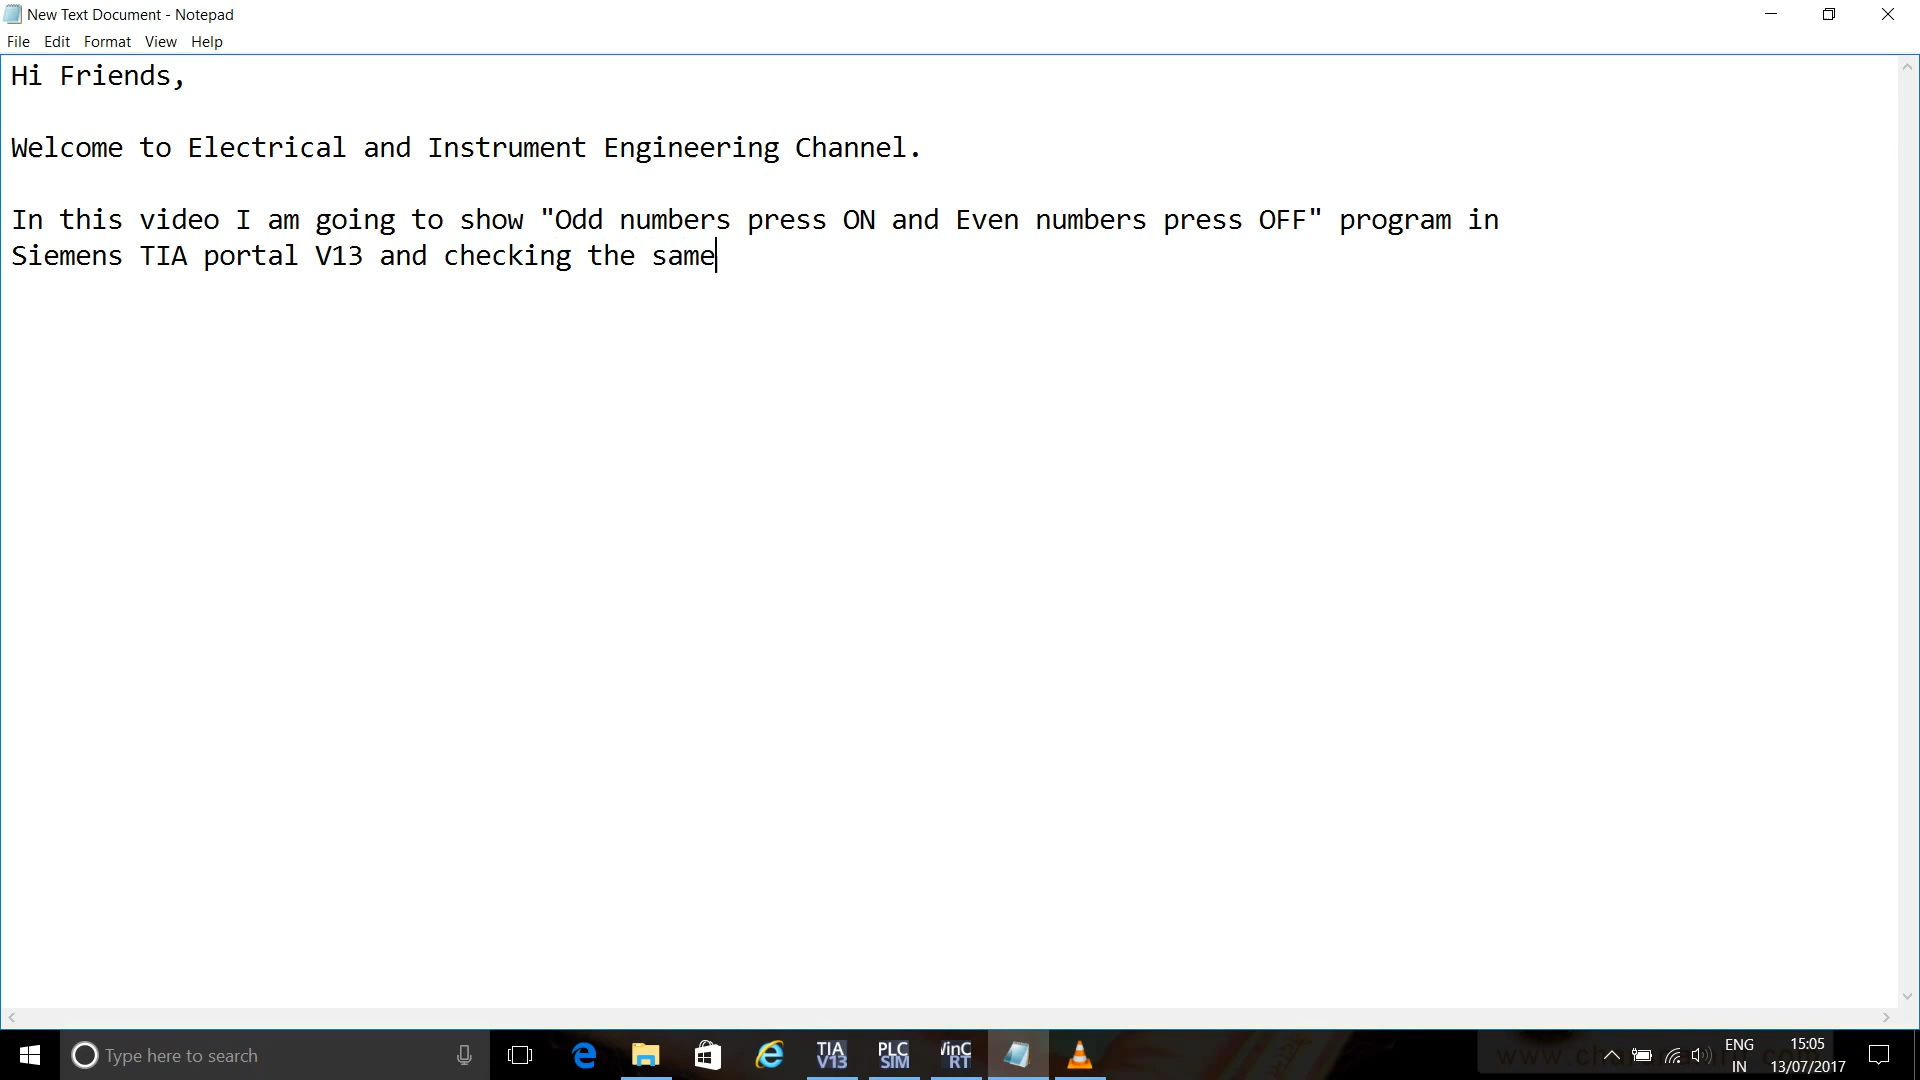 New Text Document - Notepad
File Edit Format View Help
Hi Friends,
Welcome to Electrical and Instrument Engineering Channel.
In this video I am going to show "Odd numbers press ON and Even numbers press OFF" program in
Siemens TIA portal V13 and checking the same
Type here to search
TIA
V13
PLC
SIM
WinC
RT
ENG
IN
15:05
13/07/2017